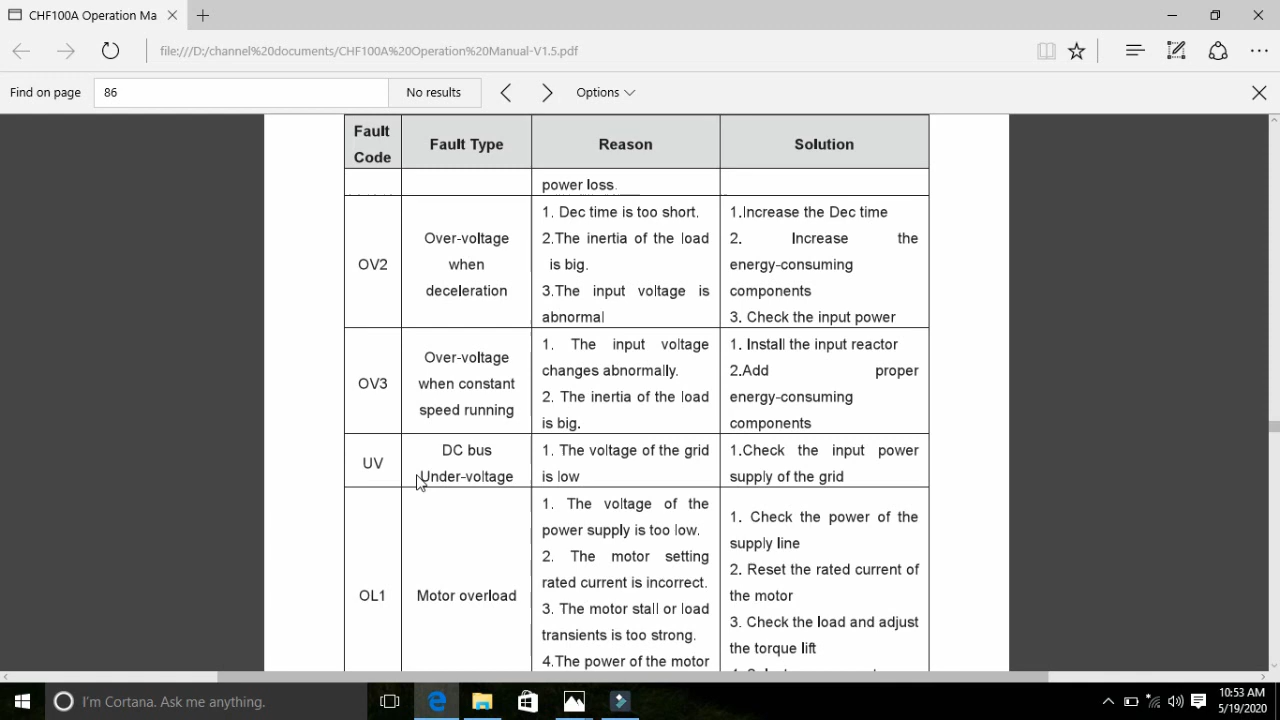 CHF100A Operation Ma
file:///D:/channel%20documents/CHF100A%20Operation%20Manual-V1.5.pdf
Find on page
86
No results
Options
Fault Code
Fault Type
Reason
Solution
power loss.
OV2
Over-voltage
when
deceleration
1. Dec time is too short.
2.The inertia of the load
is big.
3.The input voltage is
abnormal
1.Increase the Dec time
2. Increase the
energy-consuming
components
3. Check the input power
OV3
Over-voltage
when constant
speed running
1. The input voltage
changes abnormally.
2. The inertia of the load
is big.
1. Install the input reactor
2.Add proper
energy-consuming
components
UV
DC bus
Under-voltage
1. The voltage of the grid
is low
1.Check the input power
supply of the grid
OL1
Motor overload
1. The voltage of the
power supply is too low.
2. The motor setting
rated current is incorrect.
3. The motor stall or load
transients is too strong.
4.The power of the motor
1. Check the power of the
supply line
2. Reset the rated current of
the motor
3. Check the load and adjust
the torque lift
I'm Cortana. Ask me anything.
10:53 AM
5/19/2020